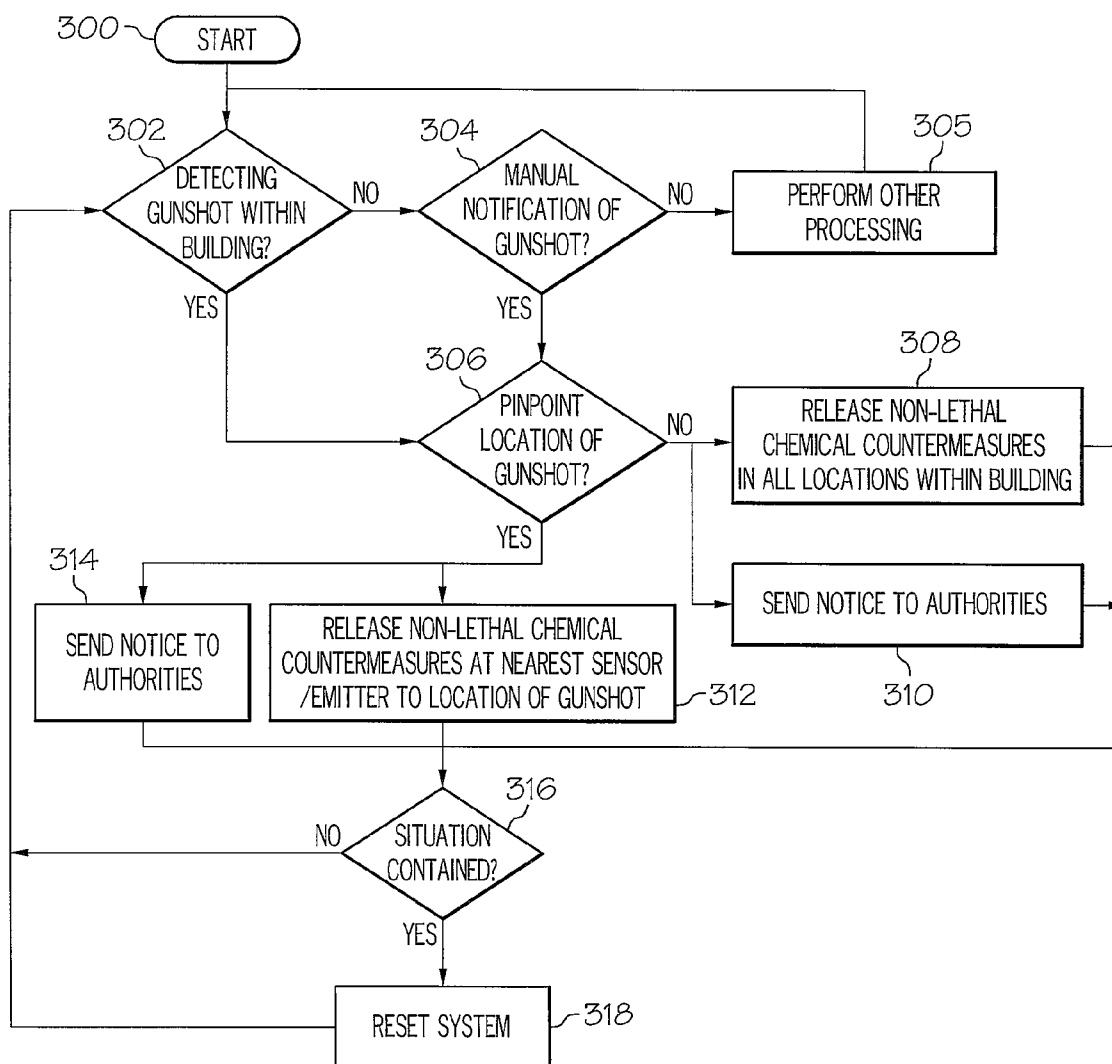 300
START
302
DETECTING
GUNSHOT WITHIN
BUILDING?
NO
YES
304
MANUAL
NOTIFICATION OF
GUNSHOT?
NO
YES
305
PERFORM OTHER
PROCESSING
306
PINPOINT
LOCATION OF
GUNSHOT?
NO
YES
308
RELEASE NON-LETHAL
CHEMICAL COUNTERMEASURES
IN ALL LOCATIONS WITHIN BUILDING
SEND NOTICE TO AUTHORITIES
310
314
SEND NOTICE TO
AUTHORITIES
RELEASE NON-LETHAL CHEMICAL
COUNTERMEASURES AT NEAREST SENSOR
/EMITTER TO LOCATION OF GUNSHOT
312
316
SITUATION
CONTAINED?
NO
YES
RESET SYSTEM
318